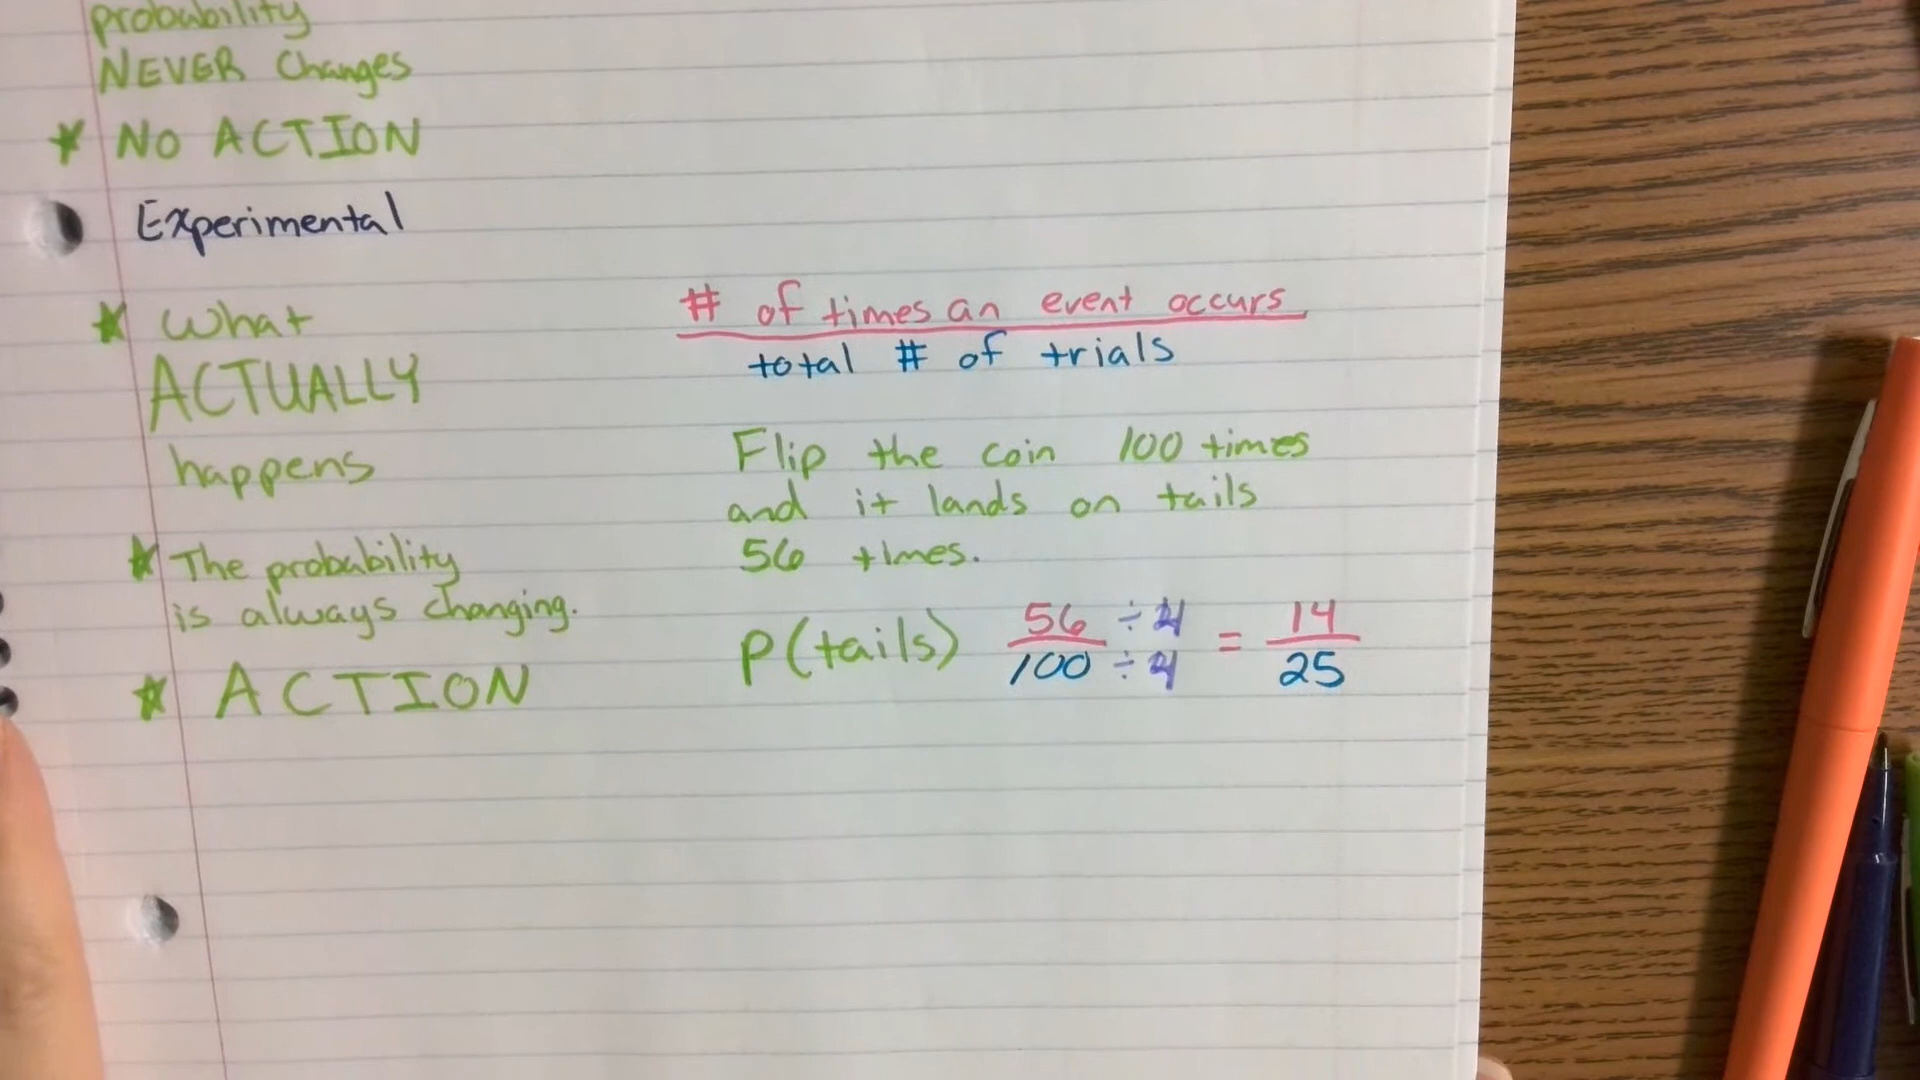 probability
NEVER Changes
* NO ACTION
Experimental
* What
ACTUALLY
happens
* The probability
is always changing.
* ACTION
# of times an event occurs
total # of trials
Flip the coin 100 times
and it lands on tails
56 times.
P(tails) 56/100 ÷4/÷4 = 14/25